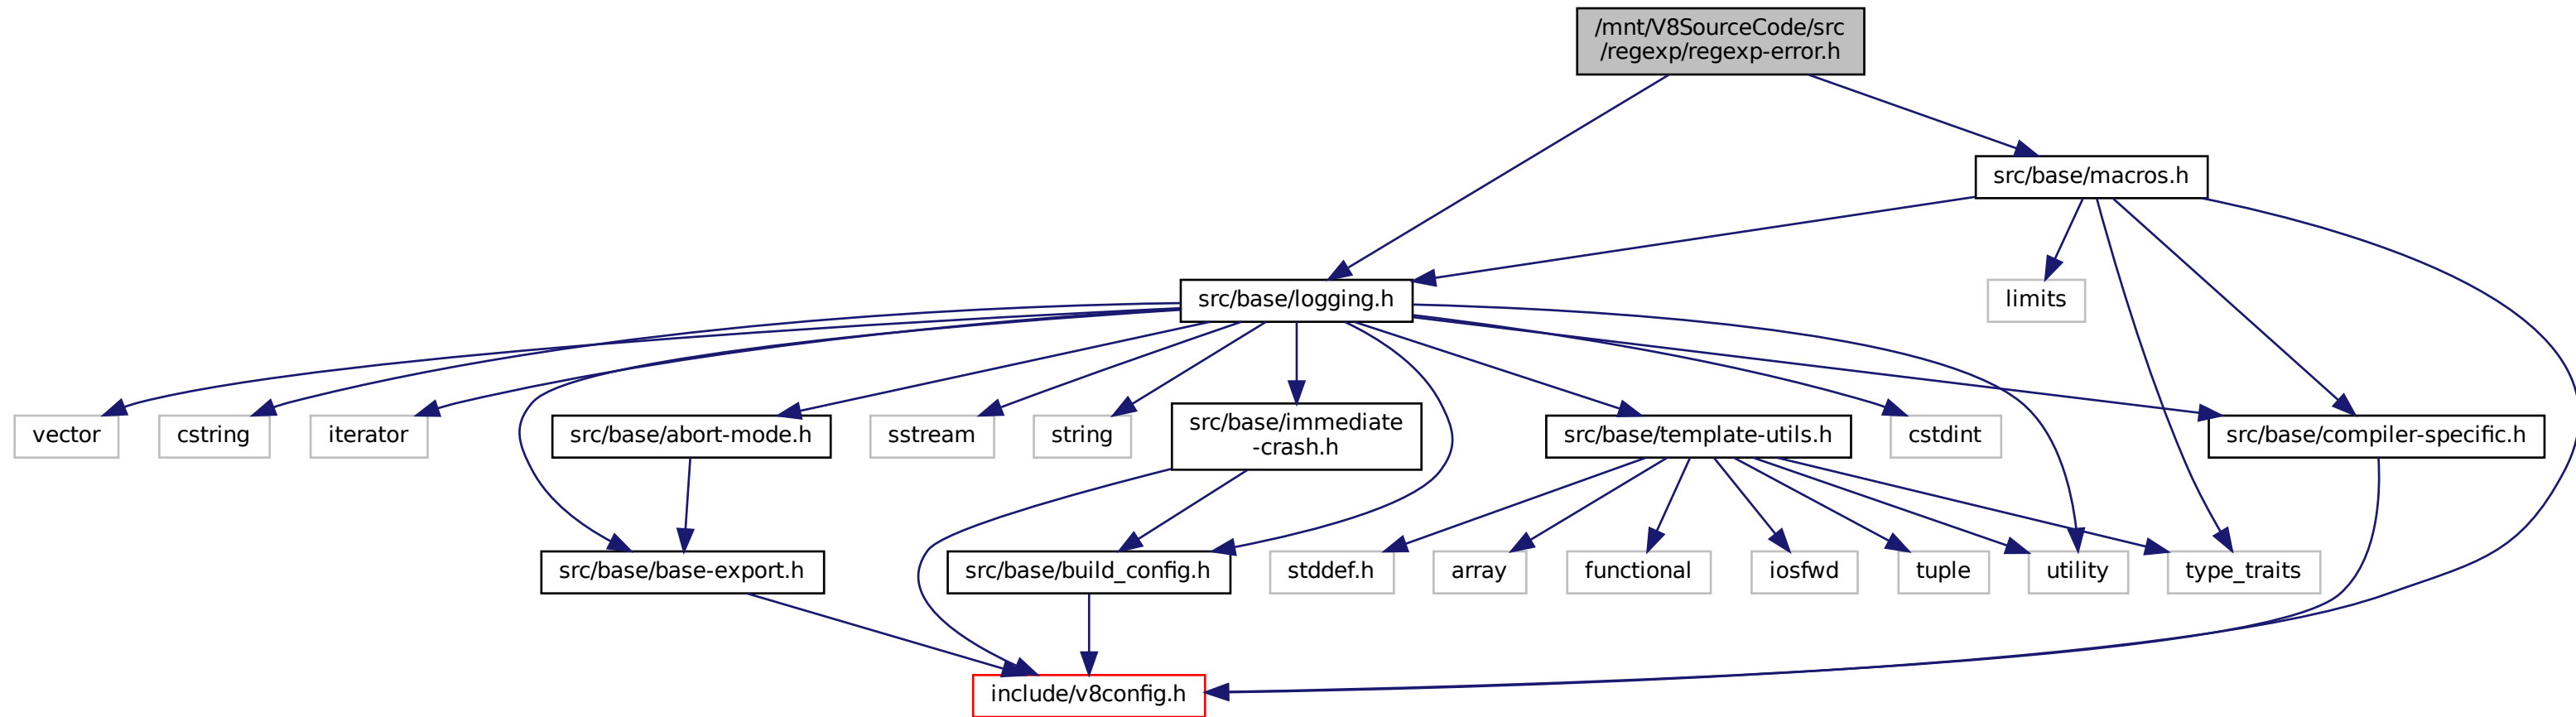 /mnt/V8SourceCode/src
/regexp/regexp-error.h
src/base/macros.h
src/base/logging.h
limits
vector
cstring
iterator
src/base/abort-mode.h
sstream
string
src/base/immediate
-crash.h
src/base/template-utils.h
cstdint
src/base/compiler-specific.h
src/base/base-export.h
src/base/build_config.h
stddef.h
array
functional
iosfwd
tuple
utility
type_traits
include/v8config.h